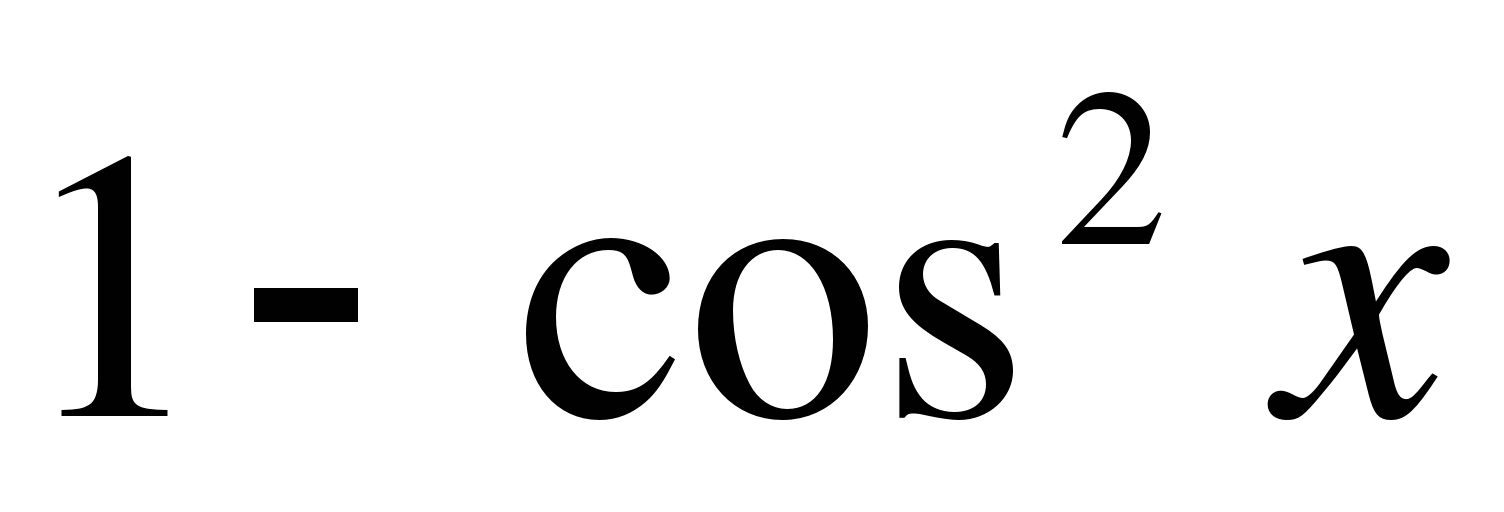 1- cos² x